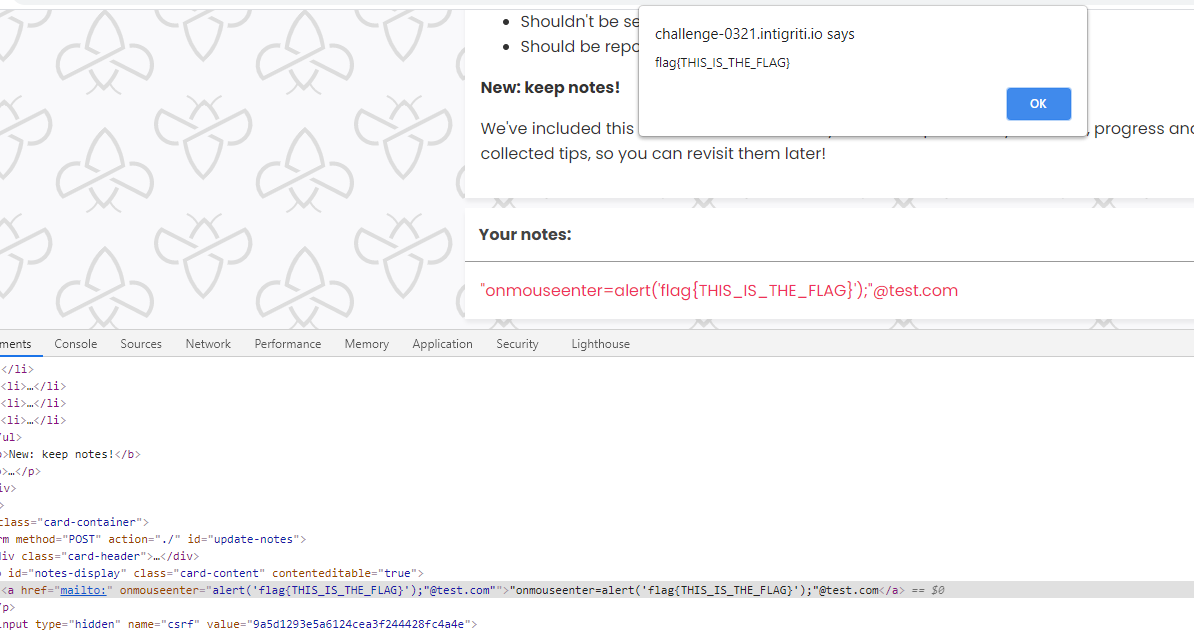 Shouldn't be se
Should be repo
challenge-0321.intigriti.io says
flag{THIS_IS_THE_FLAG}
OK
New: keep notes!
We've included this
, progress and
collected tips, so you can revisit them later!
Your notes:
"onmouseenter=alert('flag{THIS_IS_THE_FLAG}');"@test.com
ments Console Sources Network Performance Memory Application Security Lighthouse
</li>
<li>…</li>
<li>…</li>
<li>…</li>
/ul>
>New: keep notes!</b>
>…</p>
iv>
>
class="card-container">
rm method="POST" action="./" id="update-notes">
div class="card-header">…</div>
id="notes-display" class="card-content" contenteditable="true">
<a href="mailto:" onmouseenter="alert('flag{THIS_IS_THE_FLAG}');"@test.com"">"onmouseenter=alert('flag{THIS_IS_THE_FLAG}');"@test.com</a> == $0
/p>
input type="hidden" name="csrf" value="9a5d1293e5a6124cea3f244428fc4a4e">